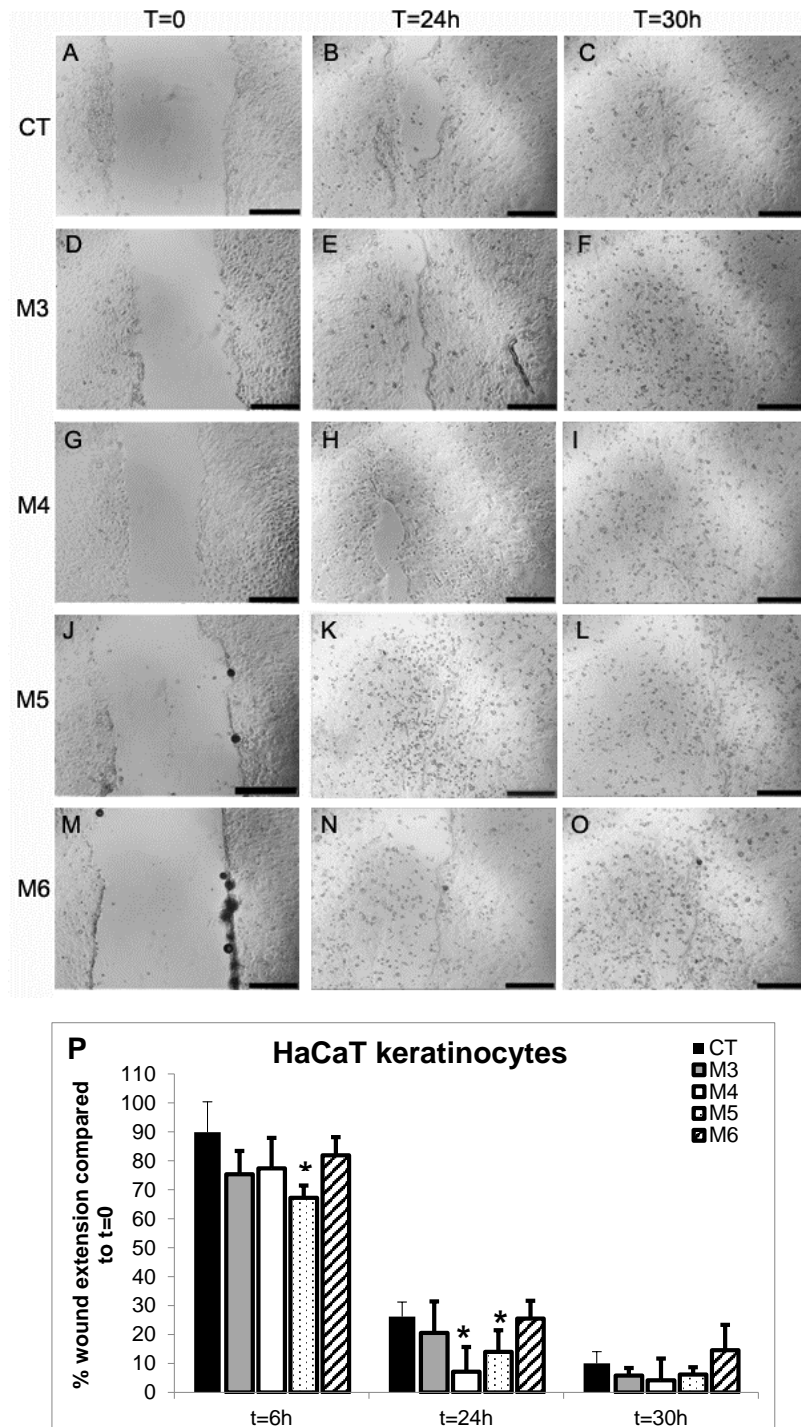 T=0 T=24h T=30h
CT A B C
M3 D E F
M4 G H I
M5 J K L
M6 M N O
P HaCaT keratinocytes
CT
M3
M4
M5
M6
% wound extension compared
to t=0
110
100
90
80
70
60
50
40
30
20
10
0
*
* *
t=6h t=24h t=30h